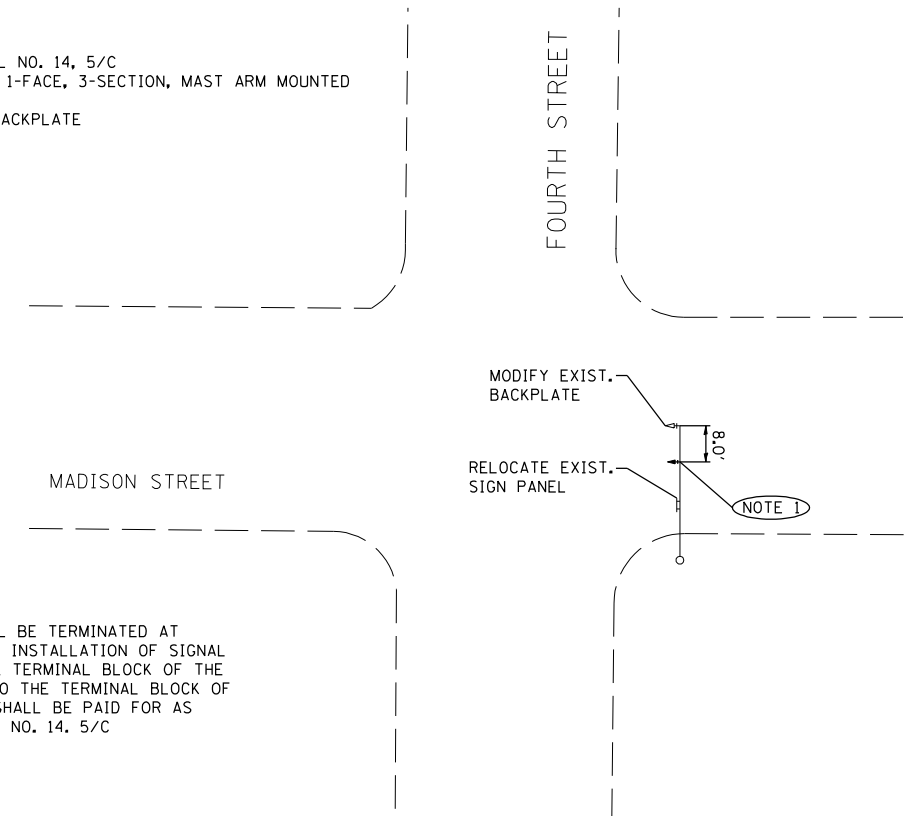 L NO. 14, 5/C
1-FACE, 3-SECTION, MAST ARM MOUNTED
ACKPLATE
FOURTH STREET
MODIFY EXIST.
BACKPLATE
8.0'
RELOCATE EXIST.
SIGN PANEL
NOTE 1
MADISON STREET
L BE TERMINATED AT
INSTALLATION OF SIGNAL
TERMINAL BLOCK OF THE
O THE TERMINAL BLOCK OF
SHALL BE PAID FOR AS
NO. 14. 5/C